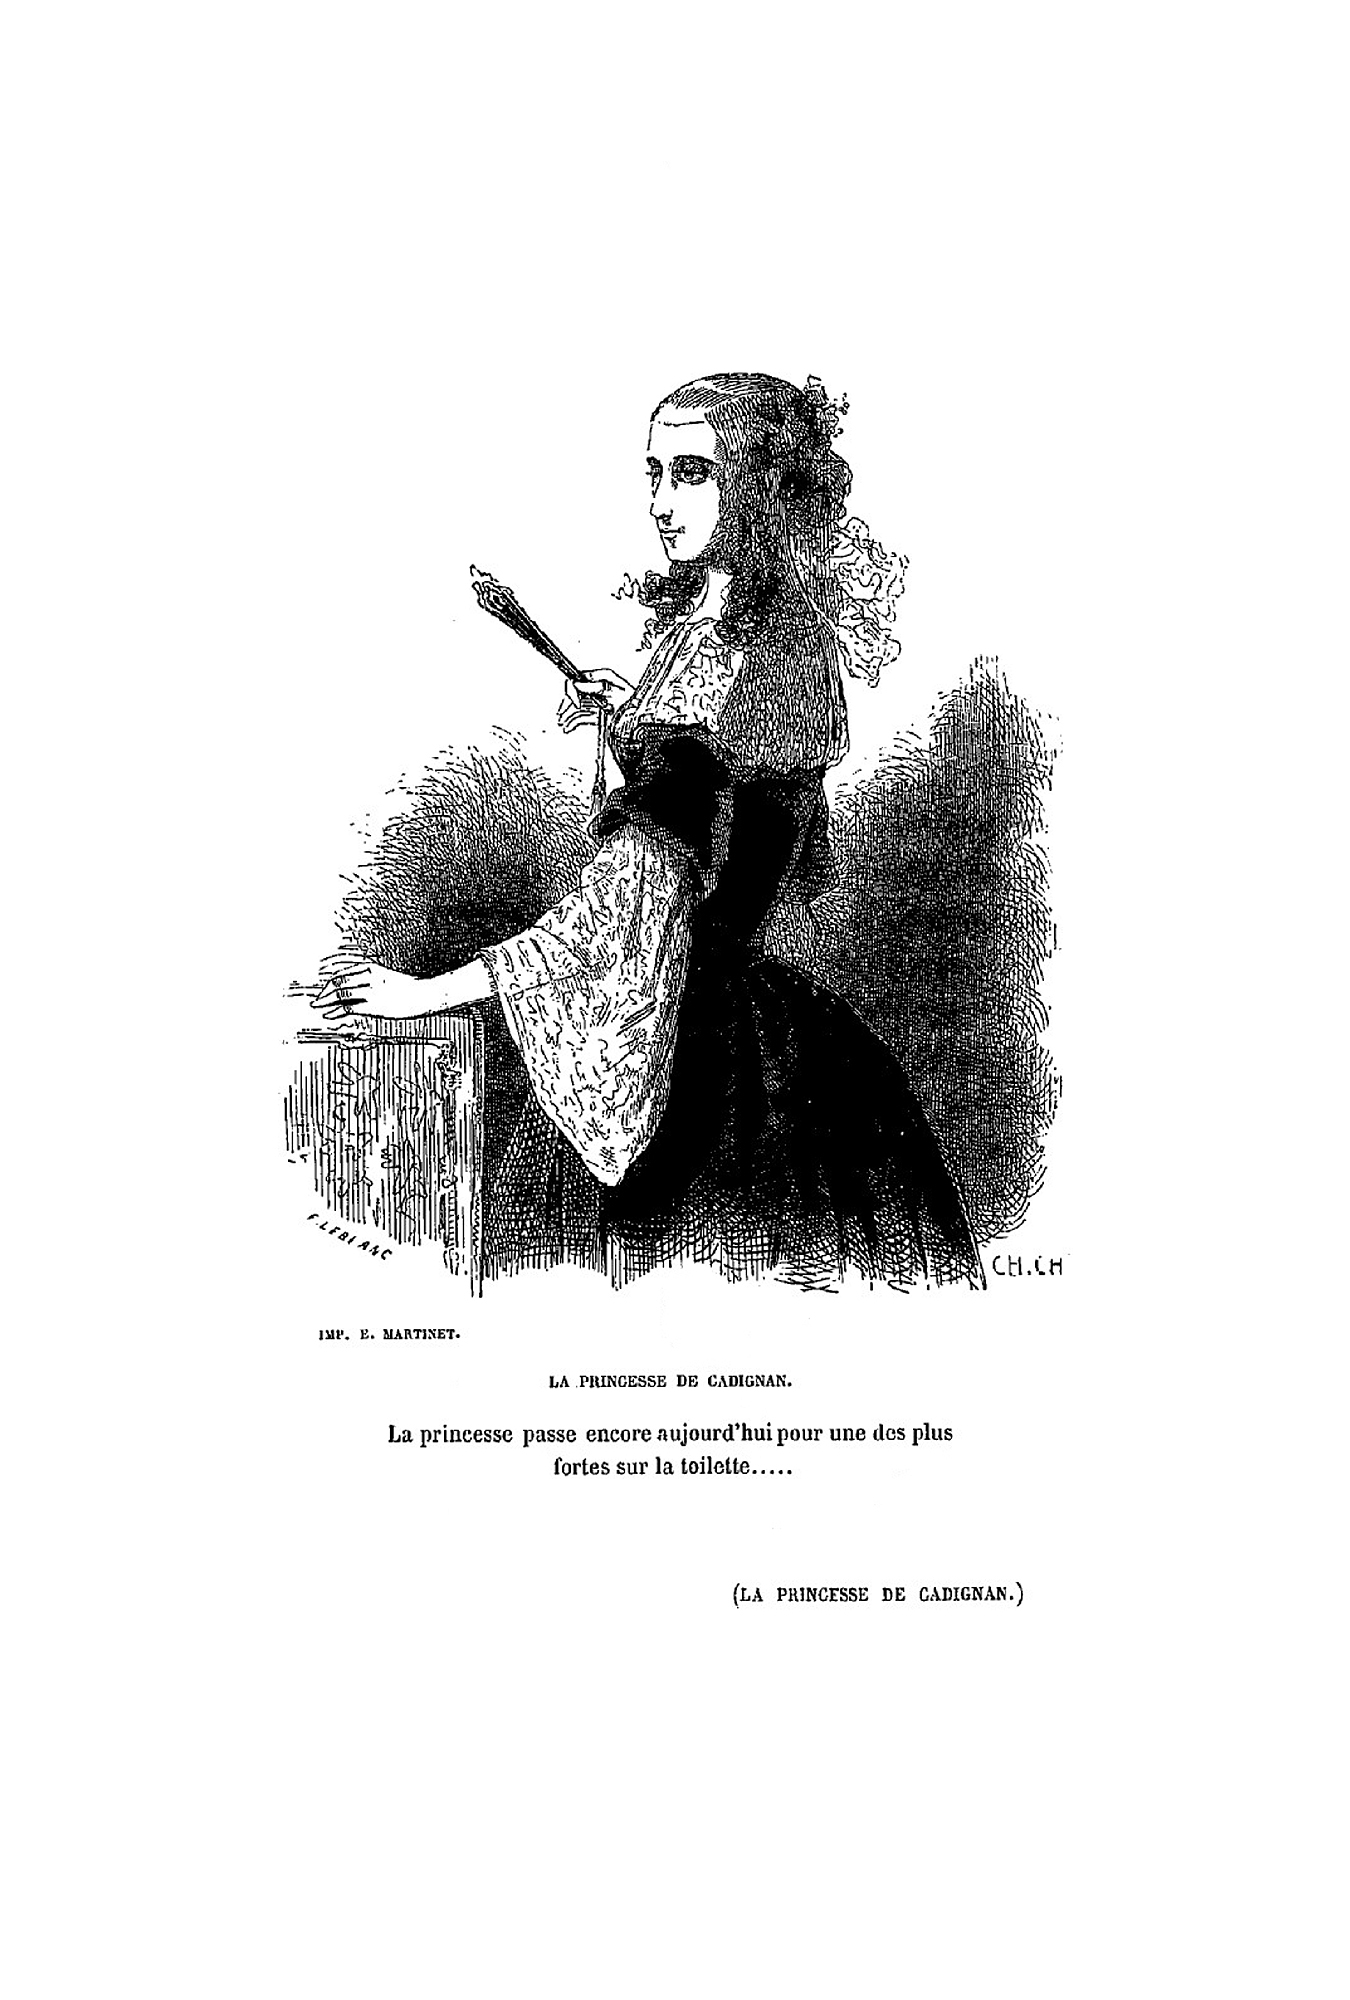 F. LEBLANC
CH. CH
IMP. E. MARTINET.
LA PRINCESSE DE CADIGNAN.
La princesse passe encore aujourd'hui pour une des plus
fortes sur la toilette.....
(LA PRINCESSE DE CADIGNAN.)